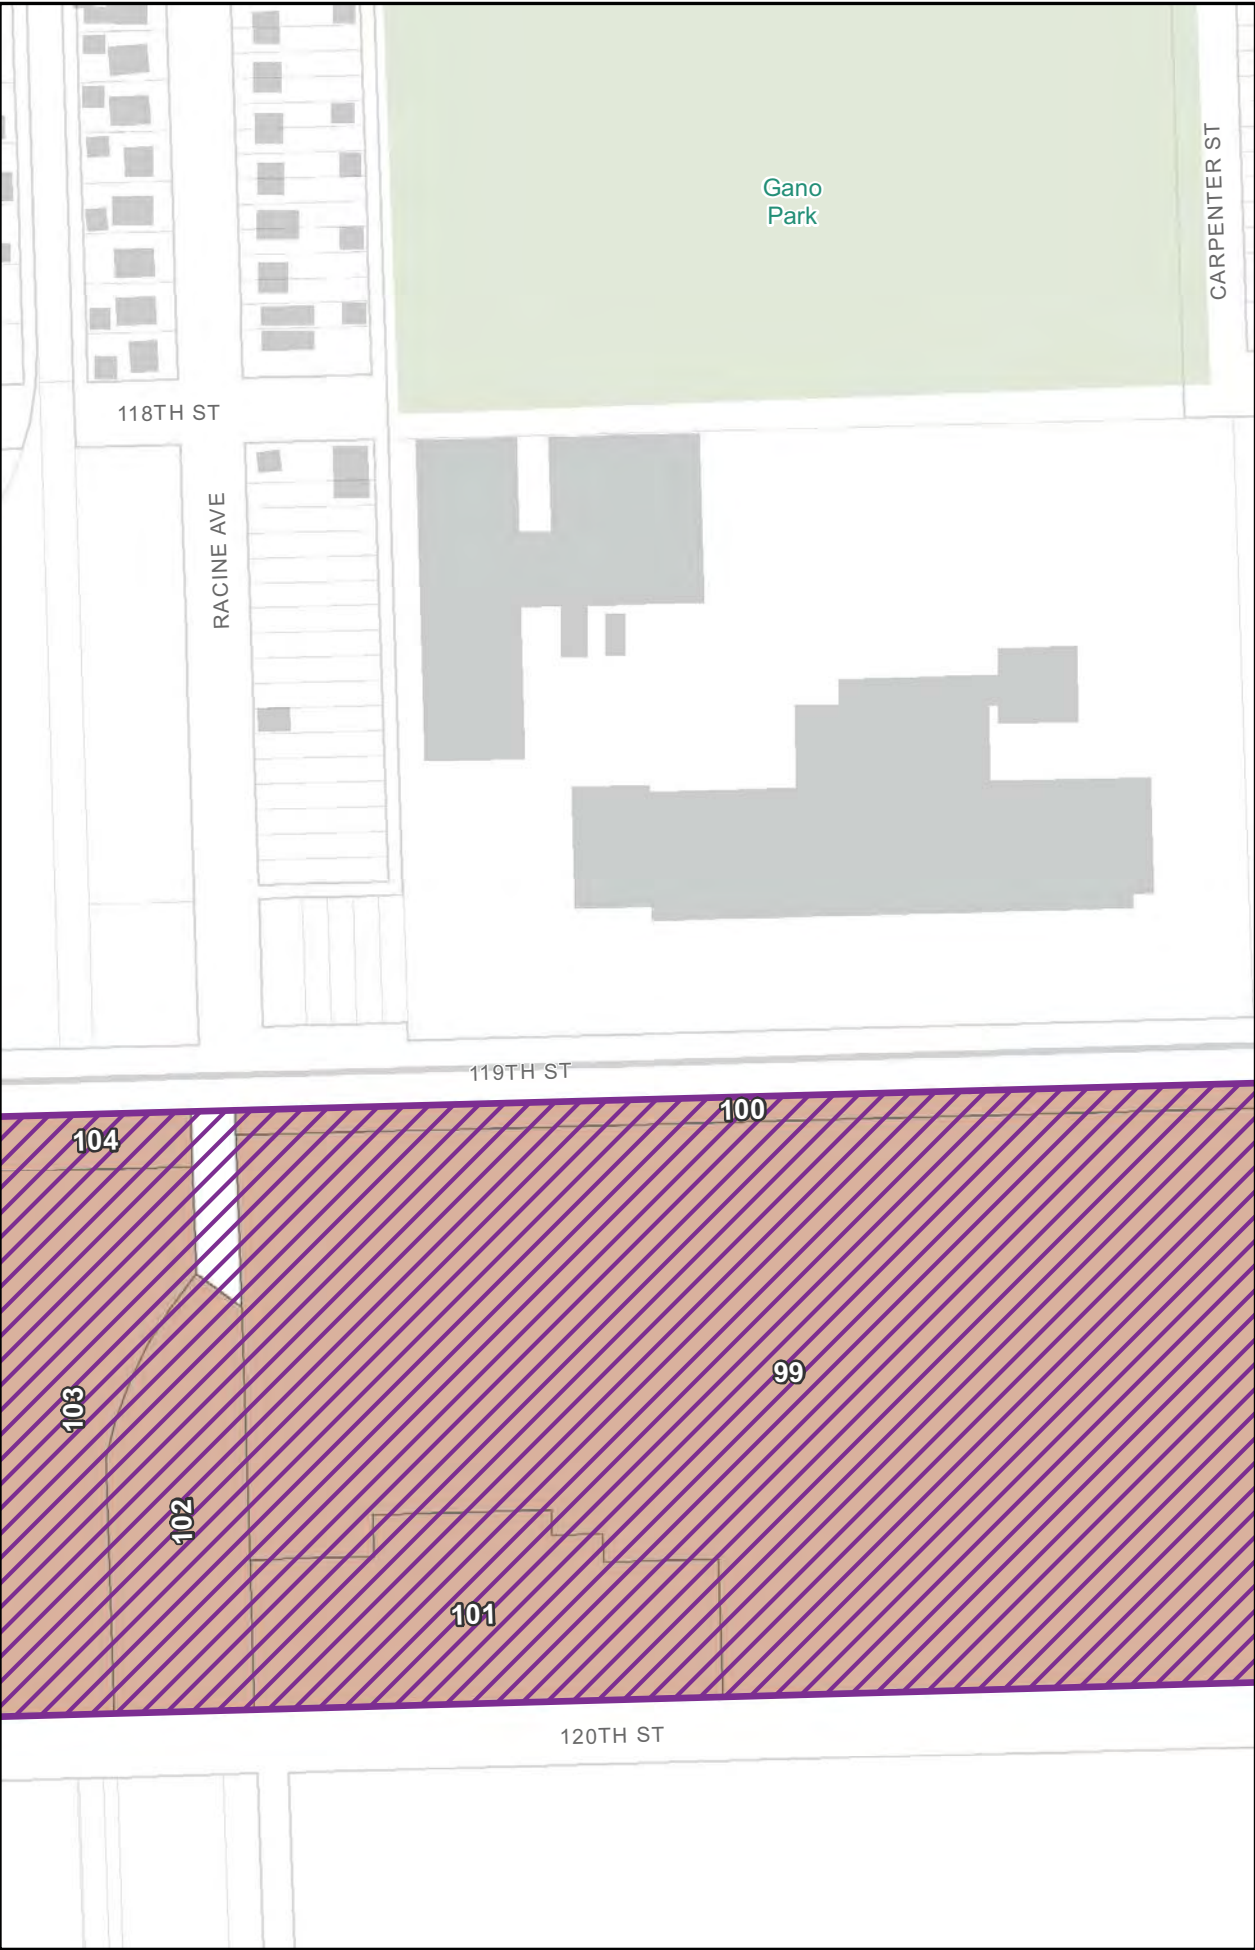 CARPENTER ST
Gano
Park
118TH ST
RACINE AVE
119TH ST
100
104
99
103
102
101
120TH ST